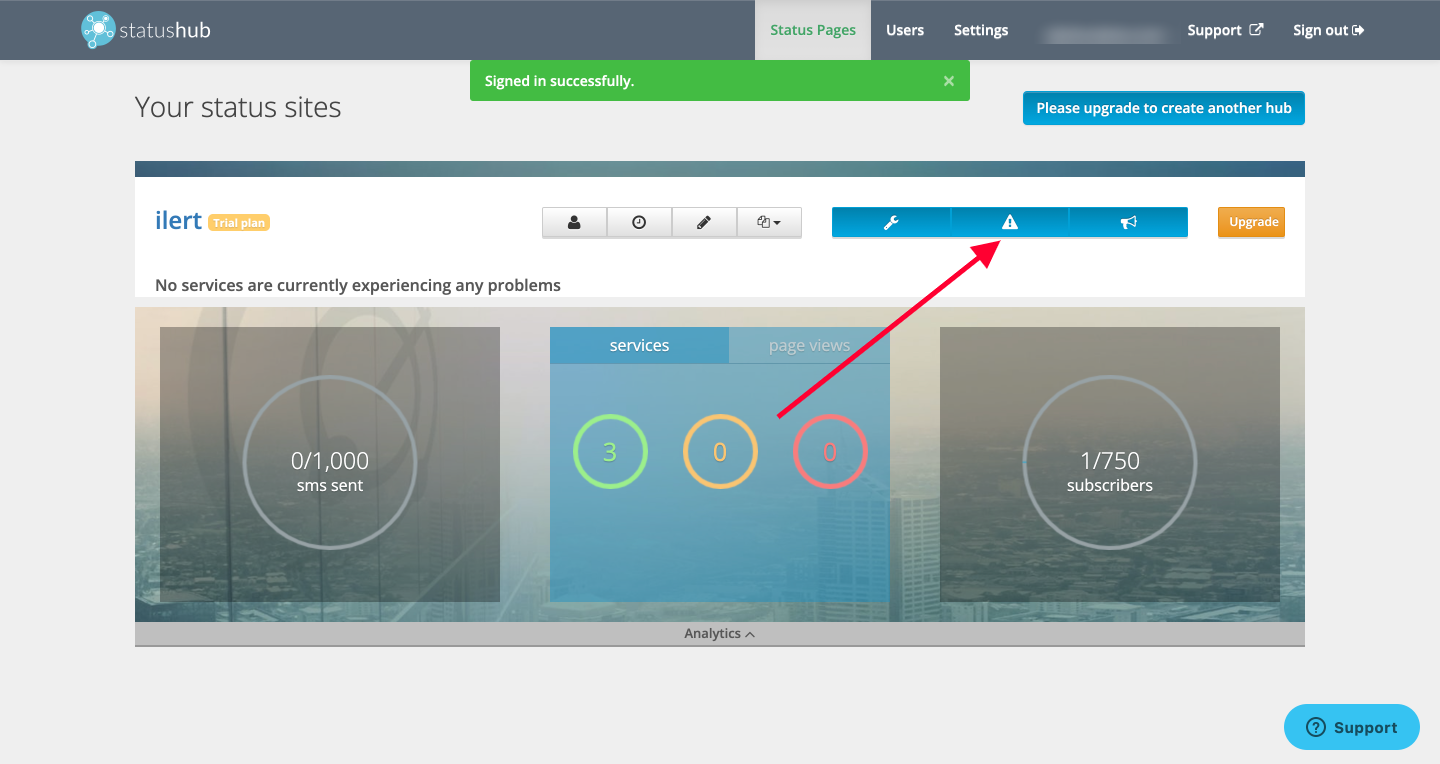 statushub
Status Pages
Users
Settings
Support
Sign out
Signed in successfully.
×
Your status sites
Please upgrade to create another hub
ilert
Trial plan
Upgrade
No services are currently experiencing any problems
0/1,000
sms sent
services
page views
3
0
0
1/750
subscribers
Analytics
? Support